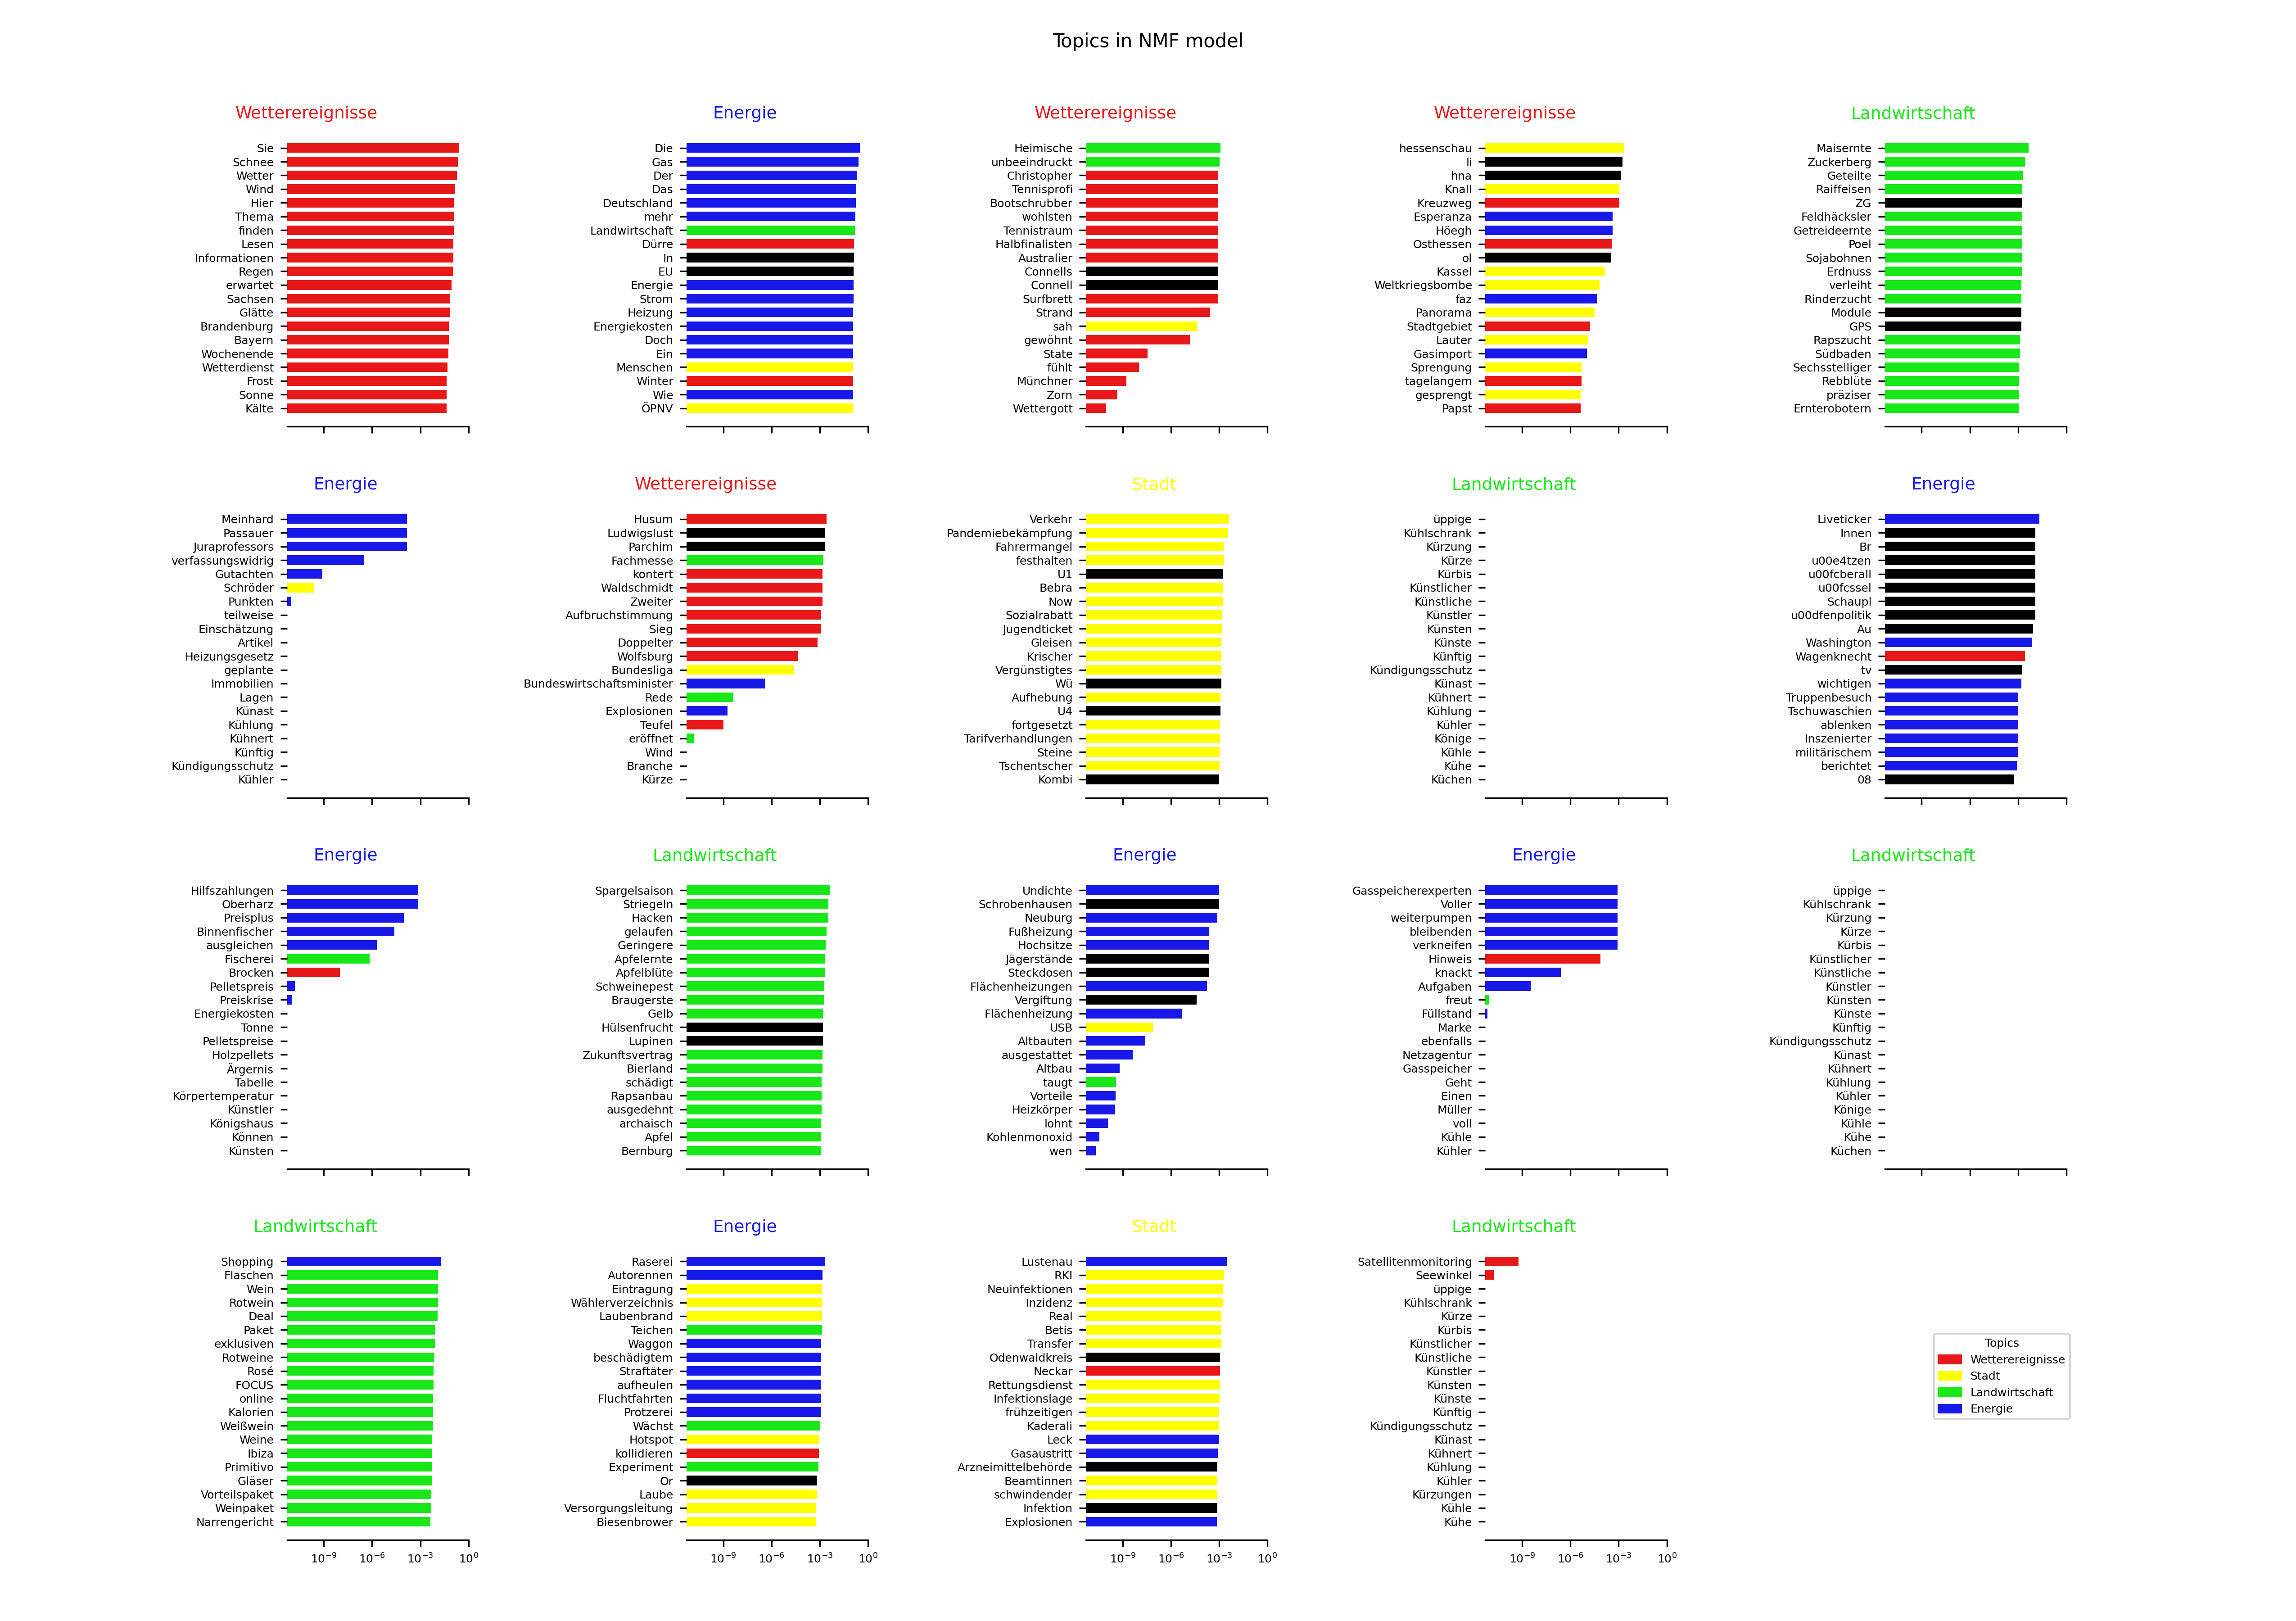 Topics in NMF model
Wetterereignisse
Sie
Schnee
Wetter
Wind
Hier
Thema
finden
Lesen
Informationen
Regen
erwartet
Sachsen
Glätte
Brandenburg
Bayern
Wochenende
Wetterdienst
Frost
Sonne
Kälte
Energie
Die
Gas
Der
Das
Deutschland
mehr
Landwirtschaft
Dürre
In
EU
Energie
Strom
Heizung
Energiekosten
Doch
Ein
Menschen
Winter
Wie
ÖPNV
Wetterereignisse
Heimische
unbeeindruckt
Christopher
Tennisprofi
Bootschrubber
wohlsten
Tennistraum
Halbfinalisten
Australier
Connells
Connell
Surfbrett
Strand
sah
gewöhnt
State
fühlt
Münchner
Zorn
Wettergott
Wetterereignisse
hessenschau
li
hna
Knall
Kreuzweg
Esperanza
Höegh
Osthessen
ol
Kassel
Weltkriegsbombe
faz
Panorama
Stadtgebiet
Lauter
Gasimport
Sprengung
tagelangem
gesprengt
Papst
Landwirtschaft
Maisernte
Zuckerberg
Geteilte
Raiffeisen
ZG
Feldhäcksler
Getreideernte
Poel
Sojabohnen
Erdnuss
verleiht
Rinderzucht
Module
GPS
Rapszucht
Südbaden
Sechsstelliger
Rebblüte
präziser
Ernterobotern
Energie
Meinhard
Passauer
Juraprofessors
verfassungswidrig
Gutachten
Schröder
Punkten
teilweise
Einschätzung
Artikel
Heizungsgesetz
geplante
Immobilien
Lagen
Künast
Kühlung
Kühnert
Künftig
Kündigungsschutz
Kühler
Wetterereignisse
Husum
Ludwigslust
Parchim
Fachmesse
kontert
Waldschmidt
Zweiter
Aufbruchstimmung
Sieg
Doppelter
Wolfsburg
Bundesliga
Bundeswirtschaftsminister
Rede
Explosionen
Teufel
eröffnet
Wind
Branche
Kürze
Stadt
Verkehr
Pandemiebekämpfung
Fahrermangel
festhalten
U1
Bebra
Now
Sozialrabatt
Jugendticket
Gleisen
Krischer
Vergünstigtes
Wü
Aufhebung
U4
fortgesetzt
Tarifverhandlungen
Steine
Tschentscher
Kombi
Landwirtschaft
üppige
Kühlschrank
Kürzung
Kürze
Kürbis
Künstlicher
Künstliche
Künstler
Künsten
Künste
Künftig
Kündigungsschutz
Künast
Kühnert
Kühlung
Kühler
Könige
Kühle
Kühe
Küchen
Energie
Liveticker
Innen
Br
u00e4tzen
u00fcberall
u00fcssel
Schaupl
u00dfenpolitik
Au
Washington
Wagenknecht
tv
wichtigen
Truppenbesuch
Tschuwaschien
ablenken
Inszenierter
militärischem
berichtet
08
Energie
Hilfszahlungen
Oberharz
Preisplus
Binnenfischer
ausgleichen
Fischerei
Brocken
Pelletspreis
Preiskrise
Energiekosten
Tonne
Pelletspreise
Holzpellets
Ärgernis
Tabelle
Körpertemperatur
Künstler
Königshaus
Können
Künsten
Landwirtschaft
Spargelsaison
Striegeln
Hacken
gelaufen
Geringere
Apfelernte
Apfelblüte
Schweinepest
Braugerste
Gelb
Hülsenfrucht
Lupinen
Zukunftsvertrag
Bierland
schädigt
Rapsanbau
ausgedehnt
archaisch
Apfel
Bernburg
Energie
Undichte
Schrobenhausen
Neuburg
Fußheizung
Hochsitze
Jägerstände
Steckdosen
Flächenheizungen
Vergiftung
Flächenheizung
USB
Altbauten
ausgestattet
Altbau
taugt
Vorteile
Heizkörper
lohnt
Kohlenmonoxid
wen
Energie
Gasspeicherexperten
Voller
weiterpumpen
bleibenden
verkneifen
Hinweis
knackt
Aufgaben
freut
Füllstand
Marke
ebenfalls
Netzagentur
Gasspeicher
Geht
Einen
Müller
voll
Kühle
Kühler
Landwirtschaft
üppige
Kühlschrank
Kürzung
Kürze
Kürbis
Künstlicher
Künstliche
Künstler
Künsten
Künste
Künftig
Kündigungsschutz
Künast
Kühnert
Kühlung
Kühler
Könige
Kühle
Kühe
Küchen
Landwirtschaft
Shopping
Flaschen
Wein
Rotwein
Deal
Paket
exklusiven
Rotweine
Rosé
FOCUS
online
Kalorien
Weißwein
Weine
Ibiza
Primitivo
Gläser
Vorteilspaket
Weinpaket
Narrengericht
10⁻⁹ 10⁻⁶ 10⁻³ 10⁰
Energie
Raserei
Autorennen
Eintragung
Wählerverzeichnis
Laubenbrand
Teichen
Waggon
beschädigtem
Straftäter
aufheulen
Fluchtfahrten
Protzerei
Wächst
Hotspot
kollidieren
Experiment
Or
Laube
Versorgungsleitung
Biesenbrower
10⁻⁹ 10⁻⁶ 10⁻³ 10⁰
Stadt
Lustenau
RKI
Neuinfektionen
Inzidenz
Real
Betis
Transfer
Odenwaldkreis
Neckar
Rettungsdienst
Infektionslage
frühzeitigen
Kaderali
Leck
Gasaustritt
Arzneimittelbehörde
Beamtinnen
schwindender
Infektion
Explosionen
10⁻⁹ 10⁻⁶ 10⁻³ 10⁰
Landwirtschaft
Satellitenmonitoring
Seewinkel
üppige
Kühlschrank
Kürze
Kürbis
Künstlicher
Künstliche
Künstler
Künsten
Künste
Künftig
Kündigungsschutz
Künast
Kühnert
Kühlung
Kühler
Kürzungen
Kühle
Kühe
10⁻⁹ 10⁻⁶ 10⁻³ 10⁰
Topics
Wetterereignisse
Stadt
Landwirtschaft
Energie